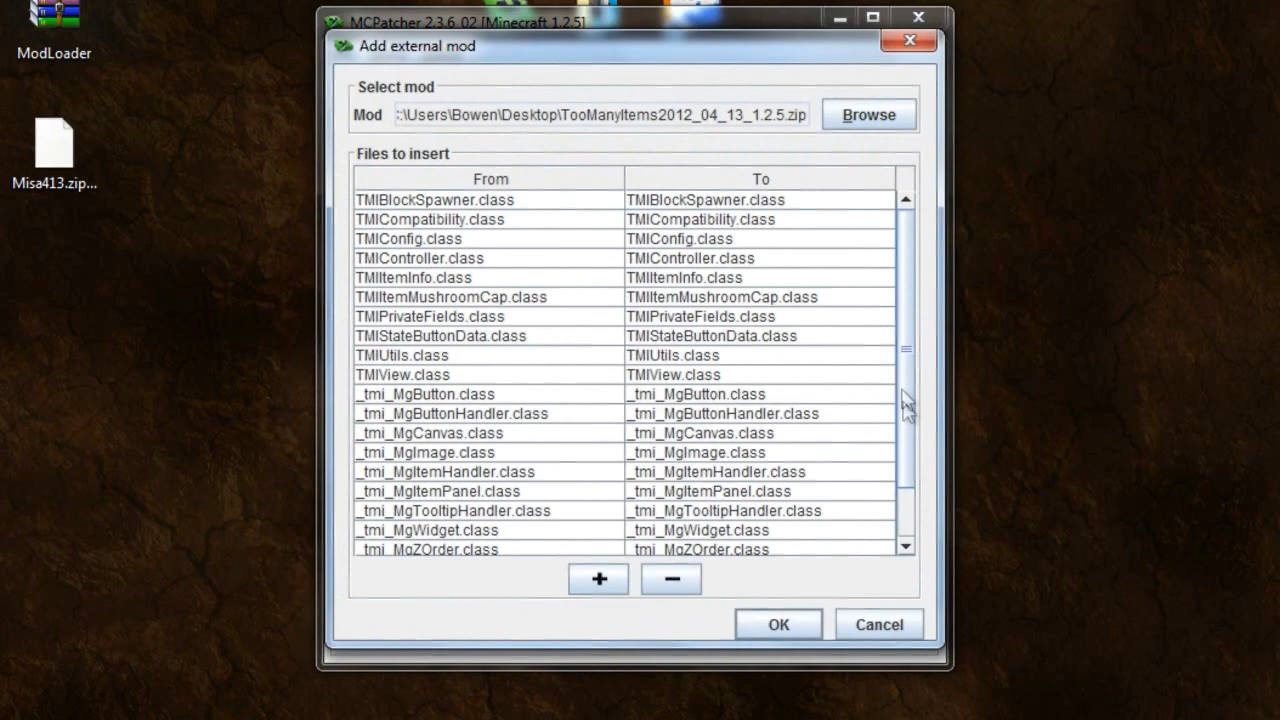 ModLoader
Misa413.zip...
MCPatcher 2.3.6_02 [Minecraft 1.2.5]
Add external mod
Select mod
Mod :\Users\Bowen\Desktop\TooManyItems2012_04_13_1.2.5.zip Browse
Files to insert
From To
TMIBlockSpawner.class TMIBlockSpawner.class
TMICompatibility.class TMICompatibility.class
TMIConfig.class TMIConfig.class
TMIController.class TMIController.class
TMIItemInfo.class TMIItemInfo.class
TMIItemMushroomCap.class TMIItemMushroomCap.class
TMIPrivateFields.class TMIPrivateFields.class
TMIStateButtonData.class TMIStateButtonData.class
TMIUtils.class TMIUtils.class
TMIView.class TMIView.class
_tmi_MgButton.class _tmi_MgButton.class
_tmi_MgButtonHandler.class _tmi_MgButtonHandler.class
_tmi_MgCanvas.class _tmi_MgCanvas.class
_tmi_MgImage.class _tmi_MgImage.class
_tmi_MgItemHandler.class _tmi_MgItemHandler.class
_tmi_MgItemPanel.class _tmi_MgItemPanel.class
_tmi_MgTooltipHandler.class _tmi_MgTooltipHandler.class
_tmi_MgWidget.class _tmi_MgWidget.class
_tmi_MgZOrder.class _tmi_MgZOrder.class
+ −
OK Cancel